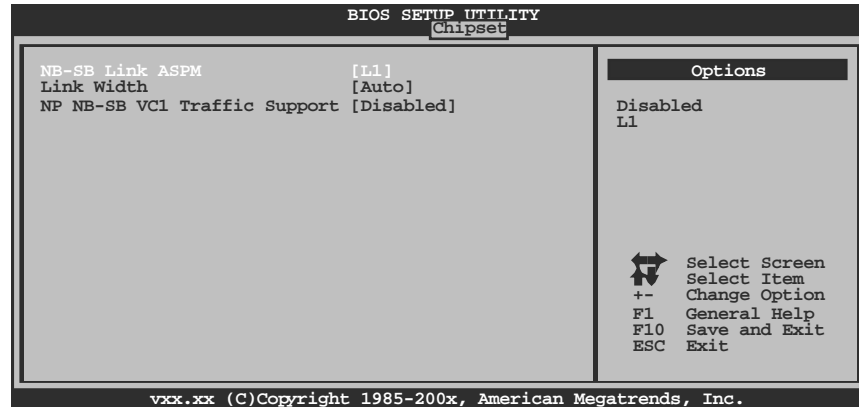 BIOS SETUP UTILITY
Chipset
NB-SB Link ASPM [L1]
Link Width [Auto]
NP NB-SB VC1 Traffic Support [Disabled]
Options
Disabled
L1
Select Screen
Select Item
+- Change Option
F1 General Help
F10 Save and Exit
ESC Exit
vxx.xx (C)Copyright 1985-200x, American Megatrends, Inc.